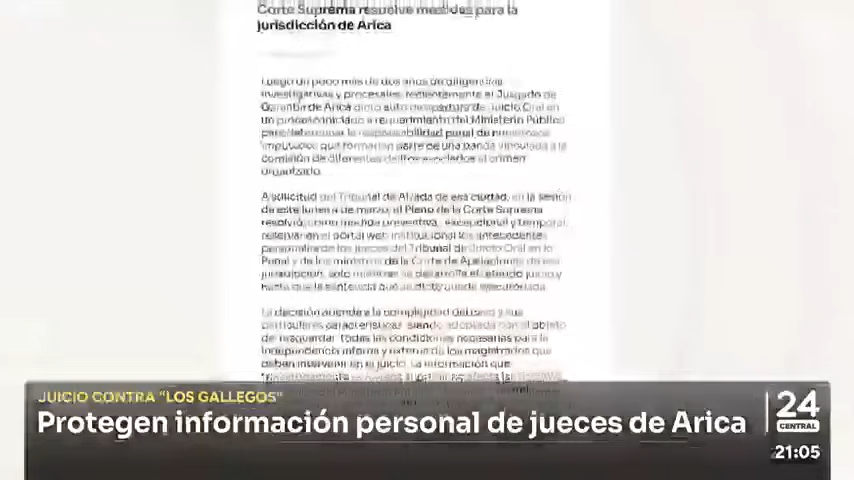 Corte Suprema resuelve medidas para la
jurisdicción de Arica
Luego de poco más de dos años de diligencias
investigativas y procesales, recientemente el Juzgado de
Garantía de Arica dictó auto de apertura de Juicio Oral en
un proceso iniciado a requerimiento del Ministerio Público
para determinar la responsabilidad penal de numerosos
imputados que formarían parte de una banda vinculada a la
comisión de diferentes delitos asociados al crimen
organizado.
A solicitud del Tribunal de Alzada de esa ciudad, en la sesión
de este lunes 4 de marzo, el Pleno de la Corte Suprema
resolvió, como medida preventiva, excepcional y temporal,
reservar en el portal web institucional los antecedentes
personales de los jueces del Tribunal de Juicio Oral en lo
Penal y de los ministros de la Corte de Apelaciones de esa
jurisdicción, solo mientras se desarrolle el aludido juicio y
hasta que la sentencia que se dicte quede ejecutoriada.
La decisión atiende a la complejidad del caso y sus
particulares características, siendo adoptada con el objeto
de resguardar todas las condiciones necesarias para la
independencia interna y externa de los magistrados que
deben intervenir en el juicio. La información que
JUICIO CONTRA "LOS GALLEGOS"
Protegen información personal de jueces de Arica
24
CENTRAL
21:05